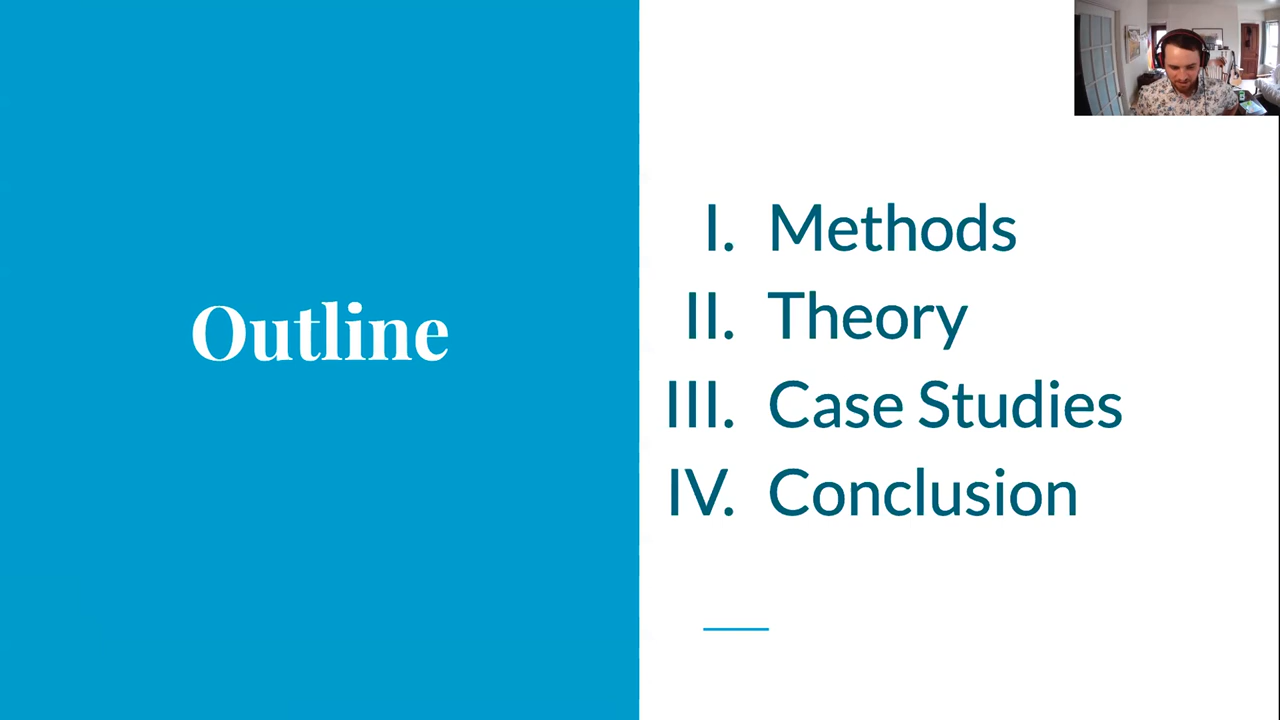 Outline
I. Methods
II. Theory
III. Case Studies
IV. Conclusion